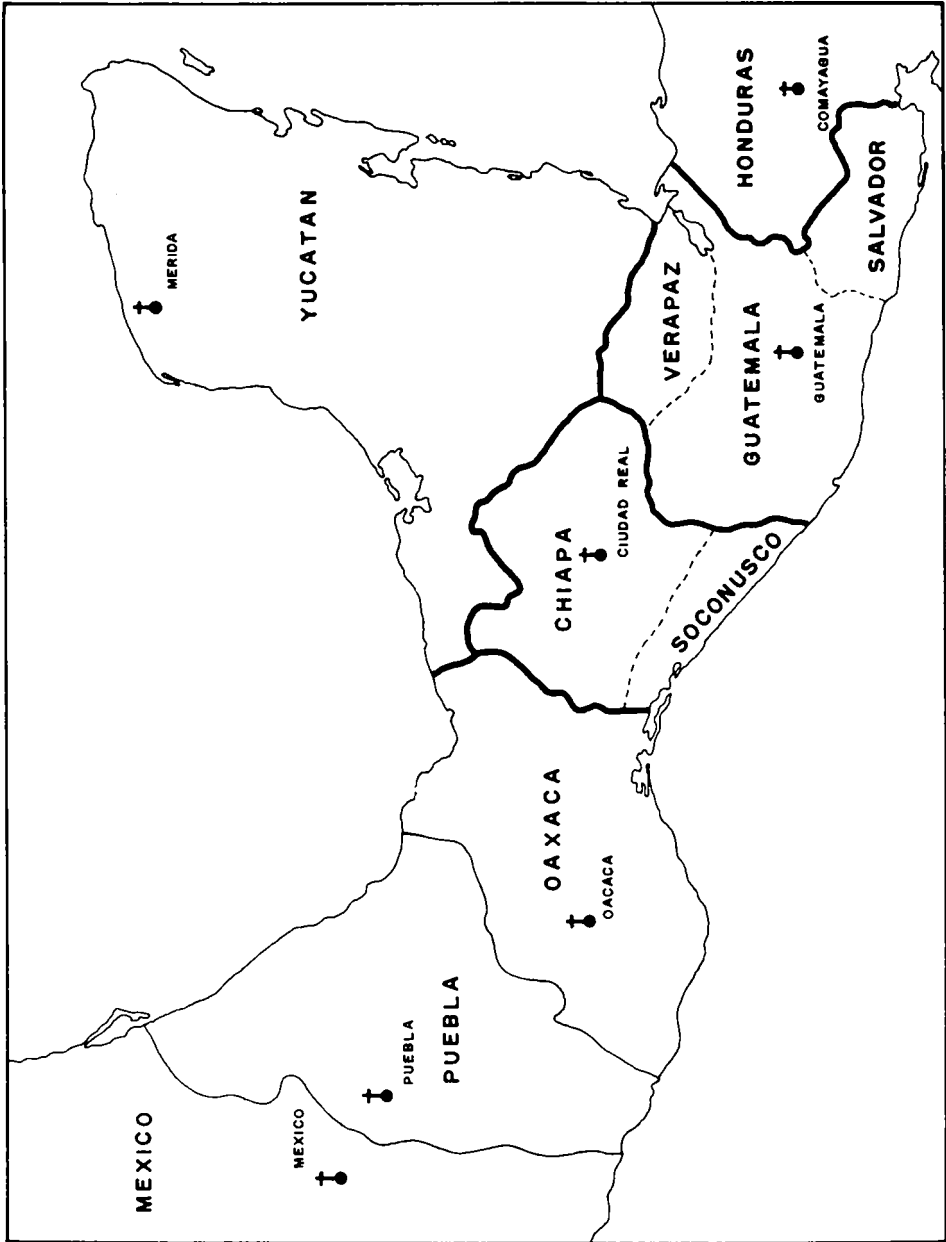 MEXICO
MEXICO
PUEBLA
PUEBLA
OAXACA
OACACA
MERIDA
YUCATAN
CHIAPA
CIUDAD REAL
SOCONUSCO
VERAPAZ
GUATEMALA
GUATEMALA
HONDURAS
COMAYAGUA
SALVADOR